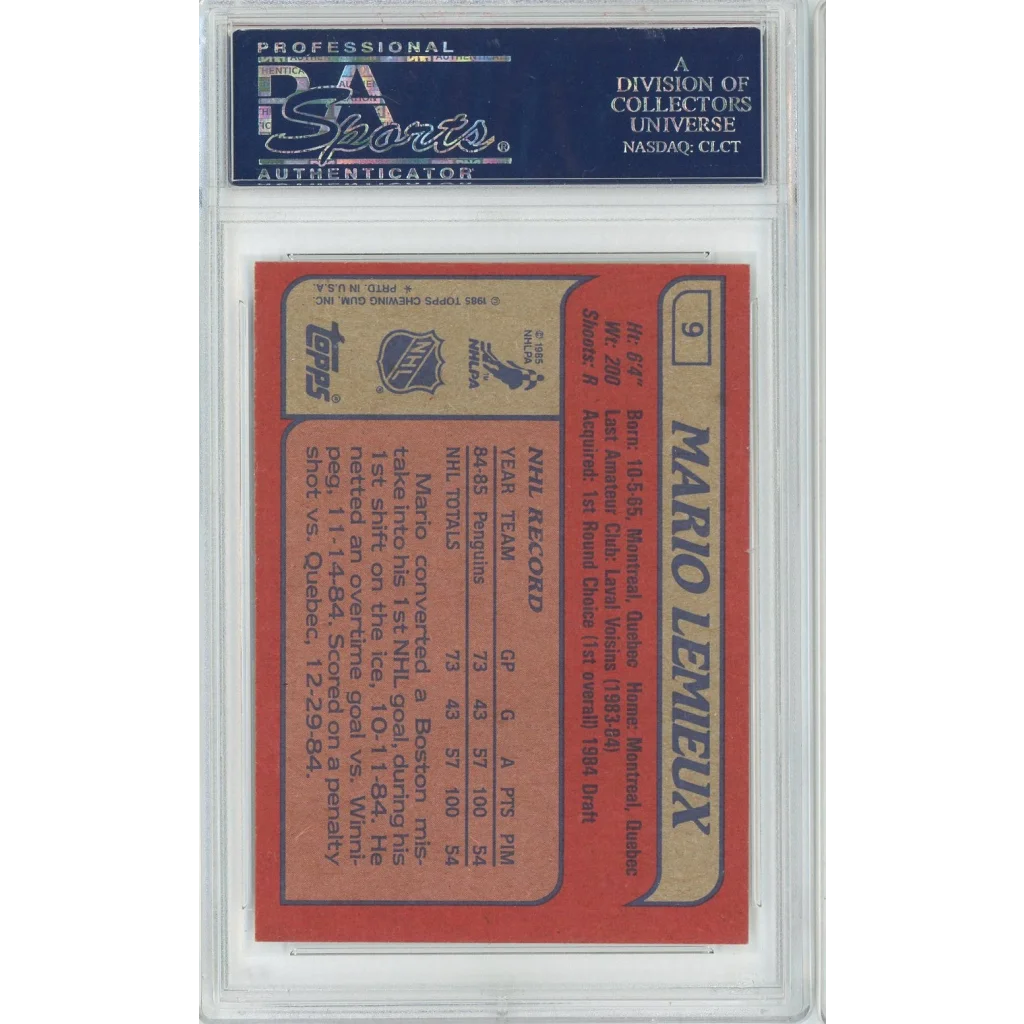 PROFESSIONAL
PSA
Sports®
AUTHENTICATOR
A
DIVISION OF
COLLECTORS
UNIVERSE
NASDAQ: CLCT
9
MARIO LEMIEUX
Ht: 6'4" Born: 10-5-65, Montreal, Quebec Home: Montreal, Quebec
Wt: 200 Last Amateur Club: Laval Voisins (1983-84)
Shoots: R Acquired: 1st Round Choice (1st overall) 1984 Draft
© 1985
NHLPA
NHLPA™
NHL®
topps®
© 1985 TOPPS CHEWING GUM, INC.
* PRTD. IN U.S.A.
NHL RECORD
YEAR TEAM GP G A PTS PIM
84-85 Penguins 73 43 57 100 54
NHL TOTALS 73 43 57 100 54
Mario converted a Boston mis-
take into his 1st NHL goal, during his
1st shift on the ice, 10-11-84. He
netted an overtime goal vs. Winni-
peg, 11-14-84. Scored on a penalty
shot vs. Quebec, 12-29-84.